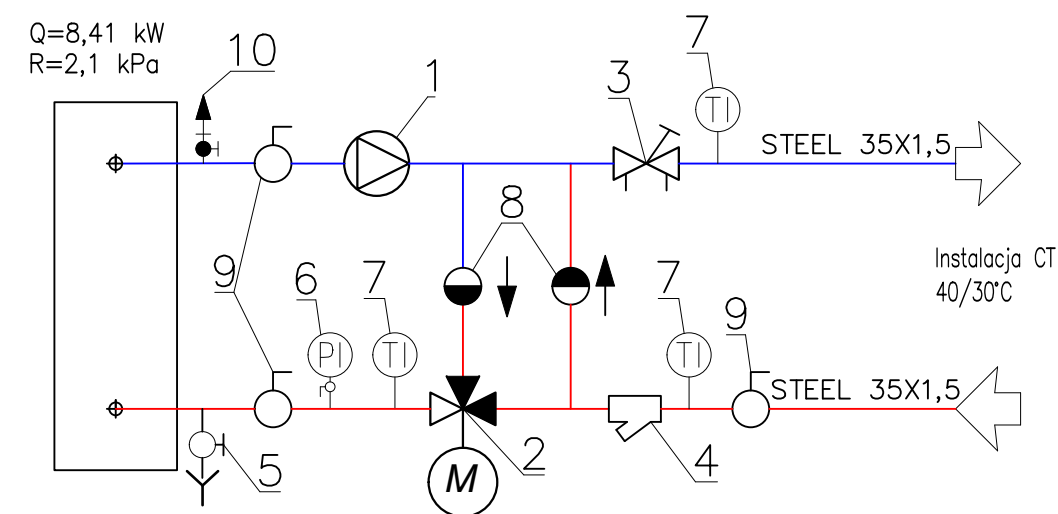 Q=8,41 kW
R=2,1 kPa
10
1
3
7
TI
STEEL 35X1,5
8
Instalacja CT
40/30°C
9
6
7
7
9
PI
TI
TI
STEEL 35X1,5
5
2
4
M